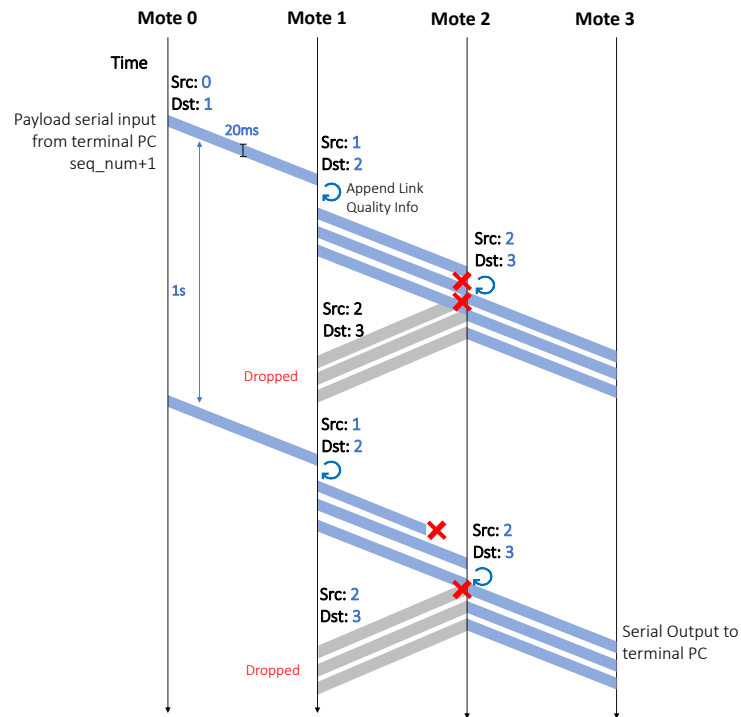 Mote 0
Mote 1
Mote 2
Mote 3
Time
Src: 0
Dst: 1
Payload serial input
from terminal PC
seq_num+1
20ms
Src: 1
Dst: 2
Append Link
Quality Info
Src: 2
Dst: 3
1s
Src: 2
Dst: 3
Dropped
Src: 1
Dst: 2
Src: 2
Dst: 3
Src: 2
Dst: 3
Serial Output to
terminal PC
Dropped